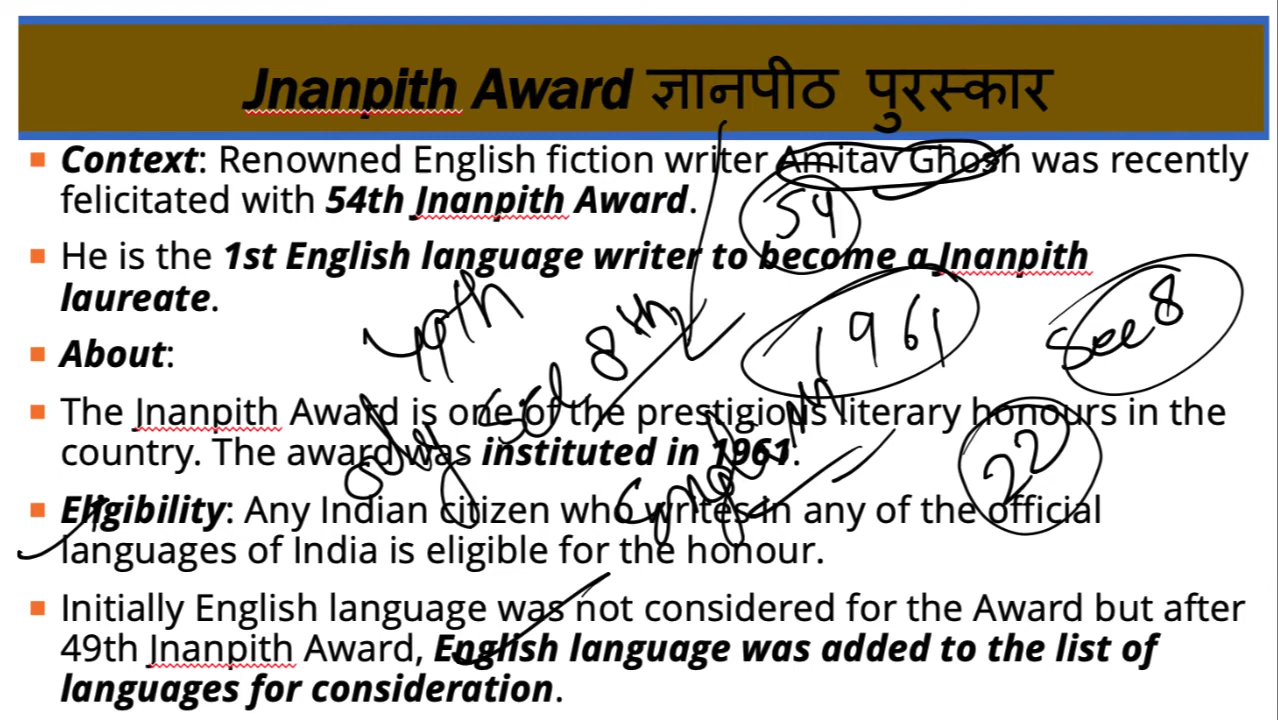 Jnanpith Award ज्ञानपीठ पुरस्कार
Context: Renowned English fiction writer Amitav Ghosh was recently
felicitated with 54th Jnanpith Award.
54
He is the 1st English language writer to become a Jnanpith
laureate.
49th
8th
1961
8
About:
Sch
The Jnanpith Award is one of the prestigious literary honours in the
country. The award was instituted in 1961.
only
English
22
Eligibility: Any Indian citizen who writes in any of the official
languages of India is eligible for the honour.
Initially English language was not considered for the Award but after
49th Jnanpith Award, English language was added to the list of
languages for consideration.